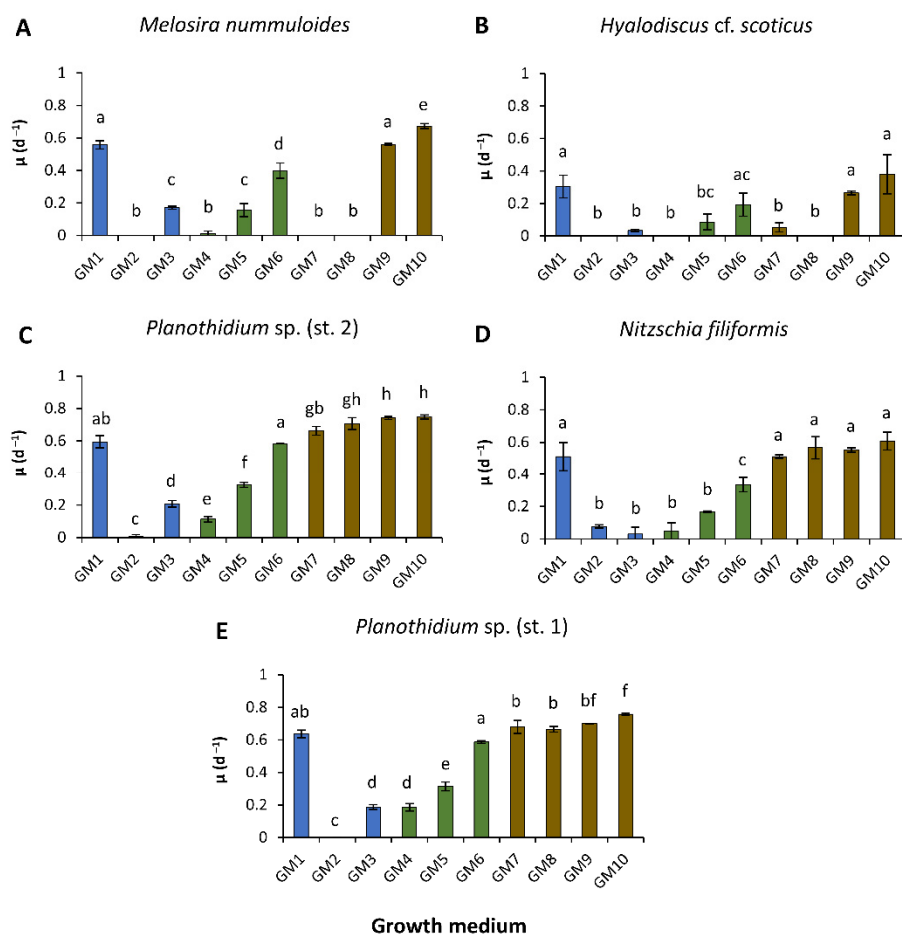 A
Melosira nummuloides
μ (d⁻¹)
1
0.8
0.6
0.4
0.2
0
a
b
c
b
c
d
b
b
a
e
GM1
GM2
GM3
GM4
GM5
GM6
GM7
GM8
GM9
GM10
B
Hyalodiscus cf. scoticus
μ (d⁻¹)
1
0.8
0.6
0.4
0.2
0
a
b
b
b
bc
ac
b
b
a
a
GM1
GM2
GM3
GM4
GM5
GM6
GM7
GM8
GM9
GM10
C
Planothidium sp. (st. 2)
μ (d⁻¹)
1
0.8
0.6
0.4
0.2
0
ab
c
d
e
f
a
gb
gh
h
h
GM1
GM2
GM3
GM4
GM5
GM6
GM7
GM8
GM9
GM10
D
Nitzschia filiformis
μ (d⁻¹)
1
0.8
0.6
0.4
0.2
0
a
b
b
b
b
c
a
a
a
a
GM1
GM2
GM3
GM4
GM5
GM6
GM7
GM8
GM9
GM10
E
Planothidium sp. (st. 1)
μ (d⁻¹)
1
0.8
0.6
0.4
0.2
0
ab
c
d
d
e
a
b
b
bf
f
GM1
GM2
GM3
GM4
GM5
GM6
GM7
GM8
GM9
GM10
Growth medium